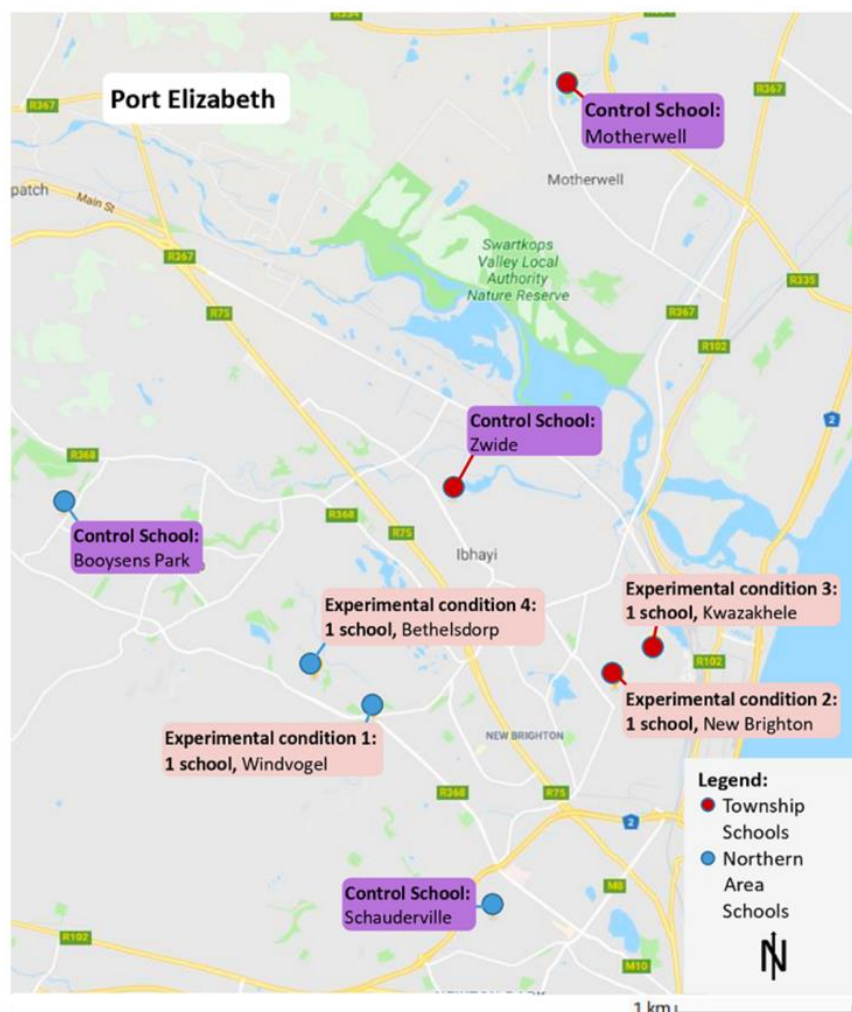 R334
Port Elizabeth
R367
R367
Control School:
Motherwell
Motherwell
patch
Main St
Swartkops
Valley Local
Authority
Nature Reserve
R367
R335
R75
R367
R102
Control School:
Zwide
2
R368
R368
R75
Control School:
Booysens Park
Ibhayi
Experimental condition 4:
1 school, Bethelsdorp
Experimental condition 3:
1 school, Kwazakhele
R102
Experimental condition 2:
1 school, New Brighton
Experimental condition 1:
1 school, Windvogel
NEW BRIGHTON
R368
R75
2
Legend:
Township
Schools
Northern
Area
Schools
N
Control School:
Schauderville
M8
R102
M10
1 km